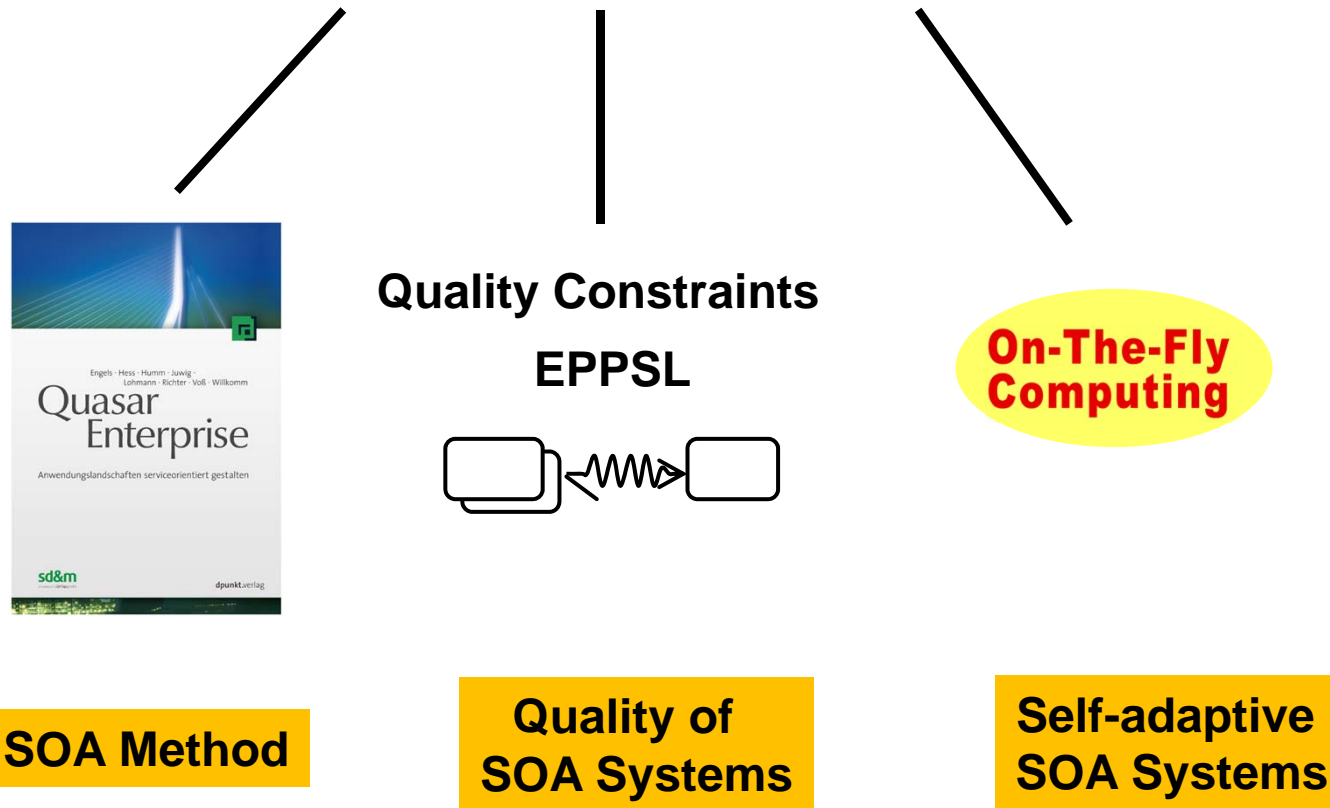 Engels · Hess · Humm · Juwig ·
Lohmann · Richter · Voß · Willkomm
Quasar
Enterprise
Anwendungslandschaften serviceorientiert gestalten
sd&m
dpunkt.verlag
Quality Constraints
EPPSL
On-The-Fly
Computing
SOA Method
Quality of
SOA Systems
Self-adaptive
SOA Systems